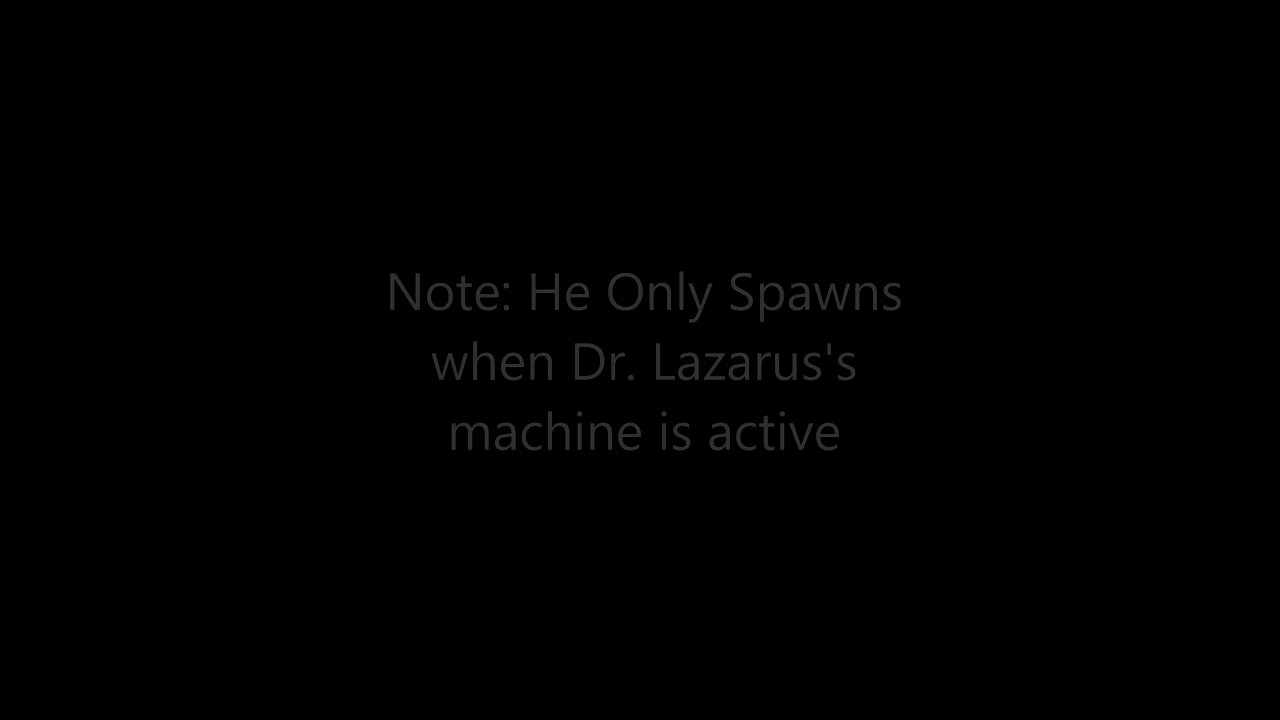 Note: He Only Spawns
when Dr. Lazarus's
machine is active